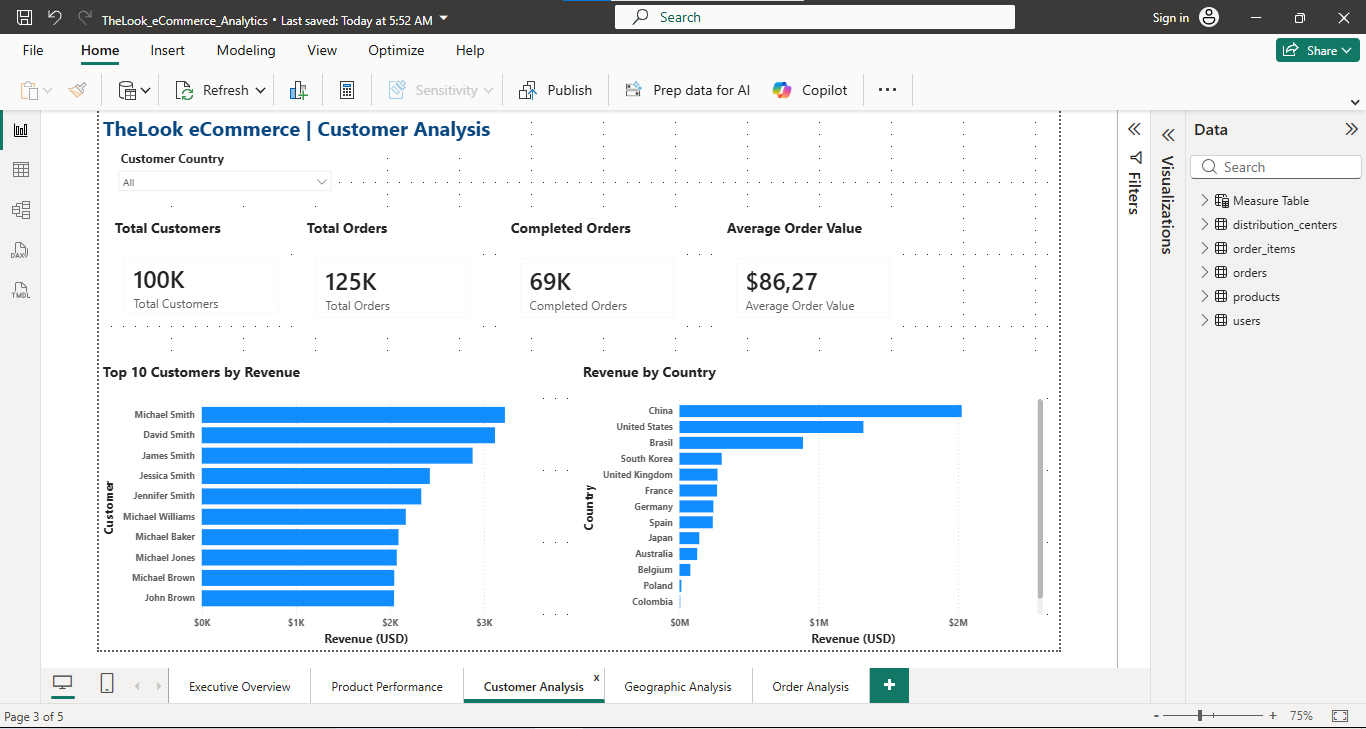 TheLook_eCommerce_Analytics • Last saved: Today at 5:52 AM
Search
Sign in
File Home Insert Modeling View Optimize Help
Share
Refresh
Sensitivity
Publish
Prep data for AI
Copilot
TheLook eCommerce | Customer Analysis
Customer Country
All
Total Customers
100K
Total Customers
Total Orders
125K
Total Orders
Completed Orders
69K
Completed Orders
Average Order Value
$86,27
Average Order Value
Top 10 Customers by Revenue
Customer
Michael Smith
David Smith
James Smith
Jessica Smith
Jennifer Smith
Michael Williams
Michael Baker
Michael Jones
Michael Brown
John Brown
$0K $1K $2K $3K
Revenue (USD)
Revenue by Country
Country
China
United States
Brasil
South Korea
United Kingdom
France
Germany
Spain
Japan
Australia
Belgium
Poland
Colombia
$0M $1M $2M
Revenue (USD)
Filters
Visualizations
Data
Search
Measure Table
distribution_centers
order_items
orders
products
users
DAX
TMDL
Executive Overview
Product Performance
Customer Analysis
x
Geographic Analysis
Order Analysis
+
Page 3 of 5
- + 75%